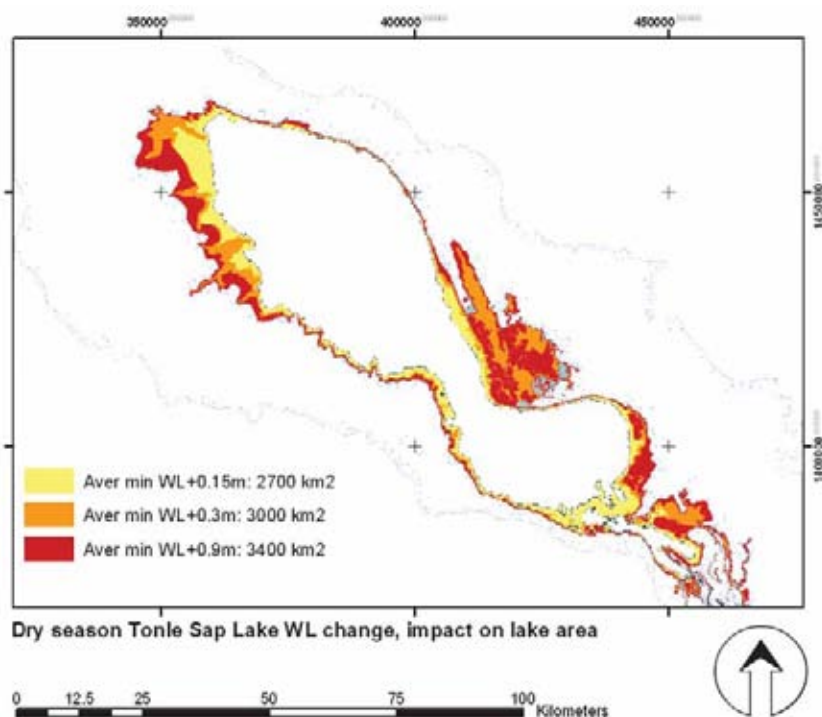 350000 400000 450000
1450000
1400000
Aver min WL+0.15m: 2700 km2
Aver min WL+0.3m: 3000 km2
Aver min WL+0.9m: 3400 km2
Dry season Tonle Sap Lake WL change, impact on lake area
0 12.5 25 50 75 100
Kilometers